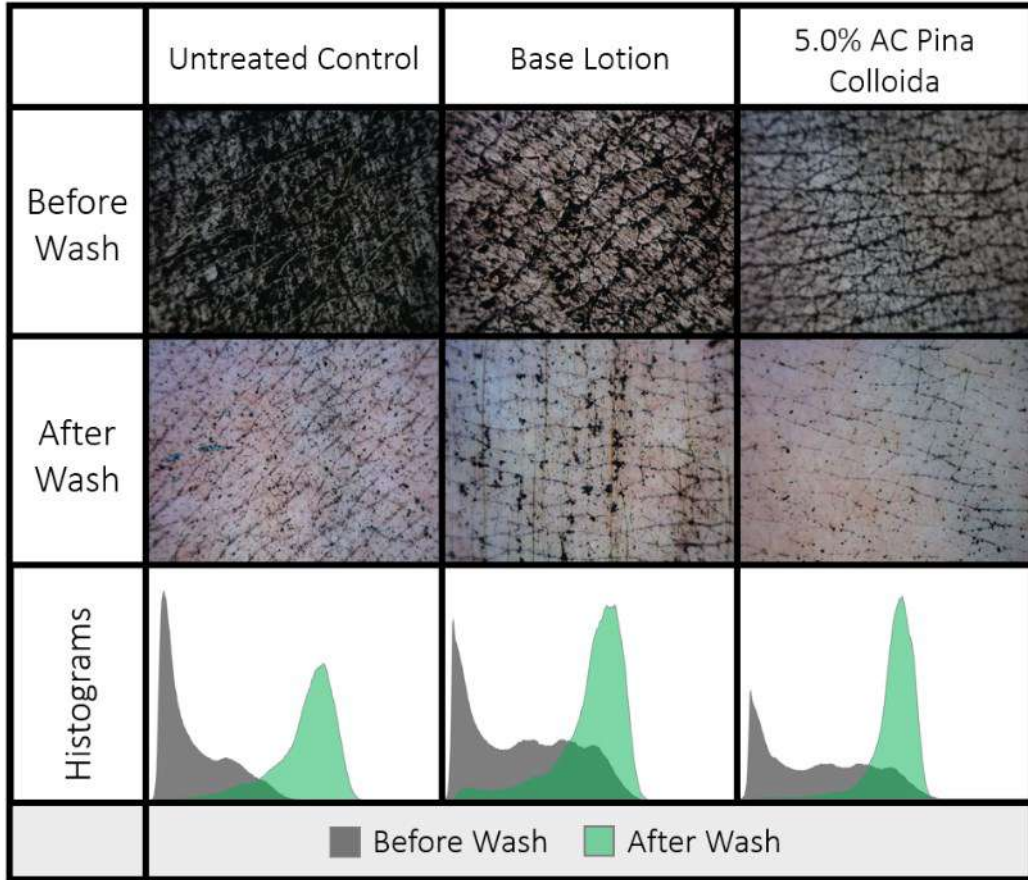 Untreated Control
Base Lotion
5.0% AC Pina
Colloida
Before
Wash
After
Wash
Histograms
Before Wash
After Wash